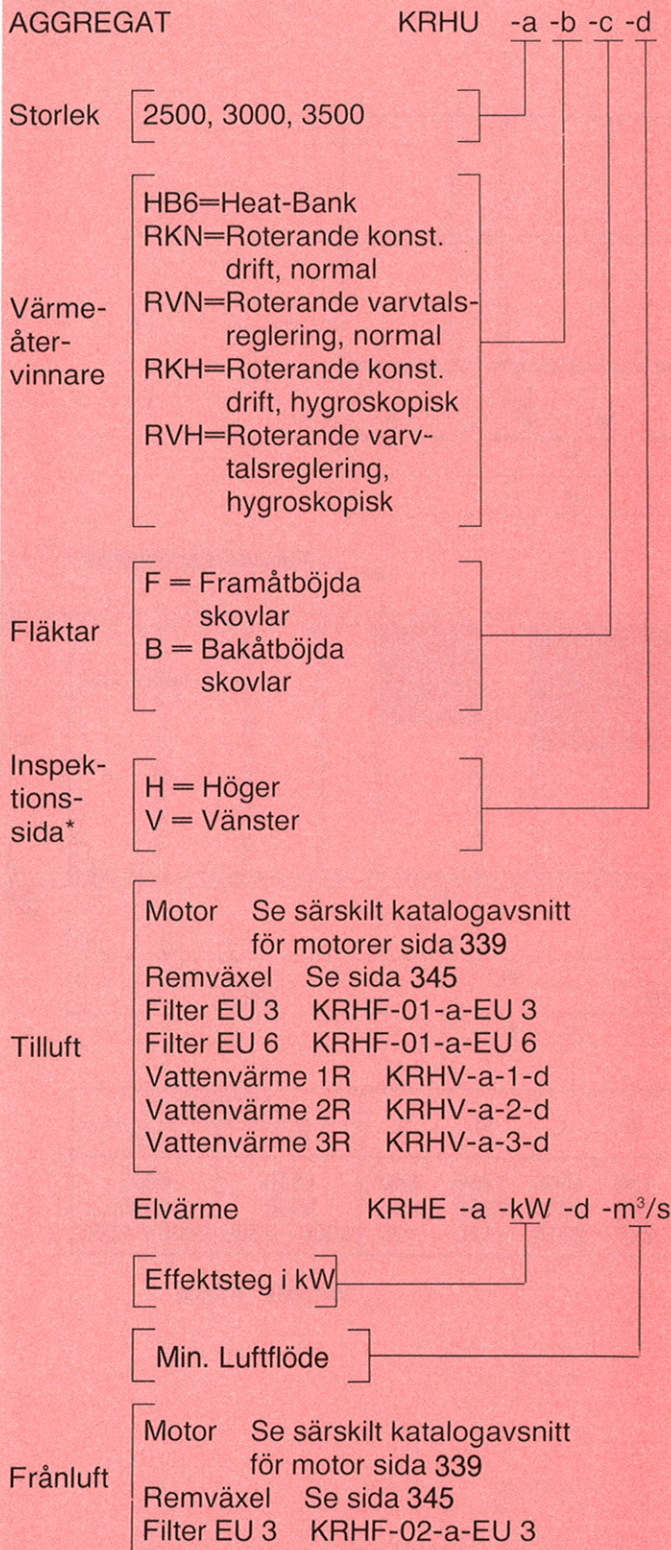 AGGREGAT KRHU -a -b -c -d
Storlek 2500, 3000, 3500
HB6=Heat-Bank
RKN=Roterande konst.
drift, normal
Värme- RVN=Roterande varvtals-
åter- reglering, normal
vinnare RKH=Roterande konst.
drift, hygroskopisk
RVH=Roterande varv-
talsreglering,
hygroskopisk
F = Framåtböjda
skovlar
Fläktar
B = Bakåtböjda
skovlar
Inspek-
tions- H = Höger
sida* V = Vänster
Motor Se särskilt katalogavsnitt
för motorer sida 339
Remväxel Se sida 345
Filter EU 3 KRHF-01-a-EU 3
Tilluft Filter EU 6 KRHF-01-a-EU 6
Vattenvärme 1R KRHV-a-1-d
Vattenvärme 2R KRHV-a-2-d
Vattenvärme 3R KRHV-a-3-d
Elvärme KRHE -a -kW -d -m³/s
Effektsteg i kW
Min. Luftflöde
Motor Se särskilt katalogavsnitt
för motor sida 339
Frånluft
Remväxel Se sida 345
Filter EU 3 KRHF-02-a-EU 3